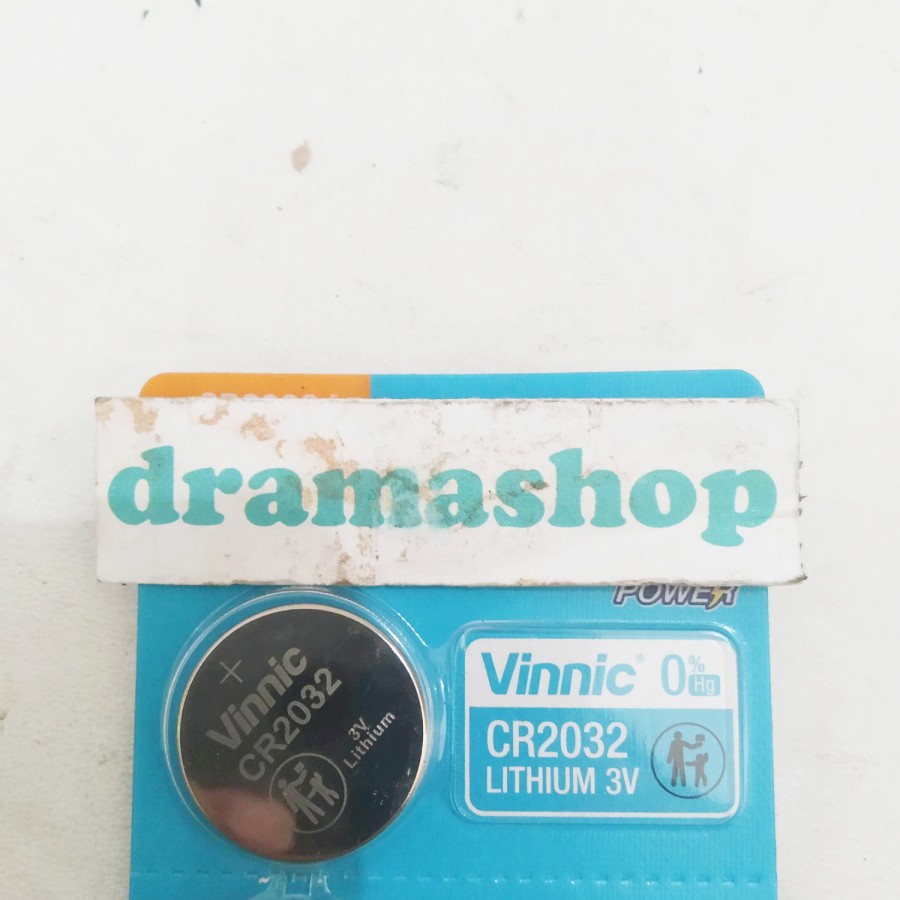 dramashop
POWER
Vinnic® 0% Hg
CR2032
LITHIUM 3V
+
Vinnic
CR2032
3V
Lithium